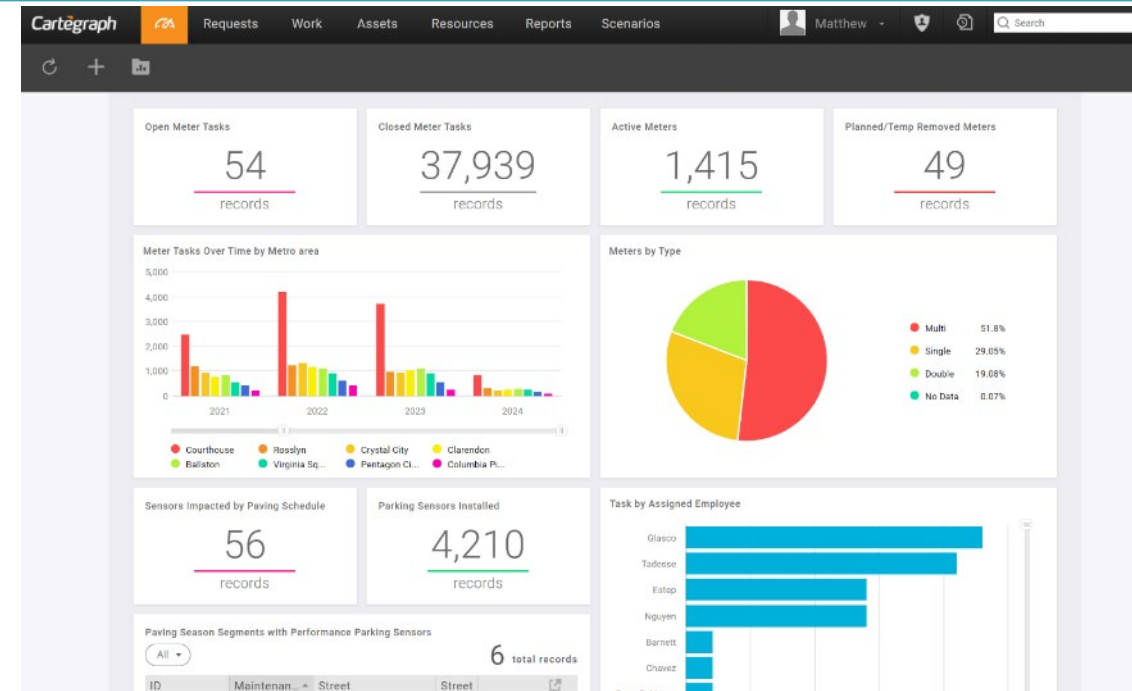 Cartegraph Requests Work Assets Resources Reports Scenarios Matthew Search
Open Meter Tasks
54
records
Closed Meter Tasks
37,939
records
Active Meters
1,415
records
Planned/Temp Removed Meters
49
records
Meter Tasks Over Time by Metro area
5,000
4,000
3,000
2,000
1,000
0
2021 2022 2023 2024
Courthouse Rosslyn Crystal City Clarendon
Ballston Virginia Sq... Pentagon Ci... Columbia Pi...
Meters by Type
Multi 51.8%
Single 29.05%
Double 19.08%
No Data 0.07%
Sensors Impacted by Paving Schedule
56
records
Parking Sensors Installed
4,210
records
Task by Assigned Employee
Glasco
Tadesse
Estep
Nguyen
Barnett
Chavez
Paving Season Segments with Performance Parking Sensors
All 6 total records
ID Maintenan... Street Street